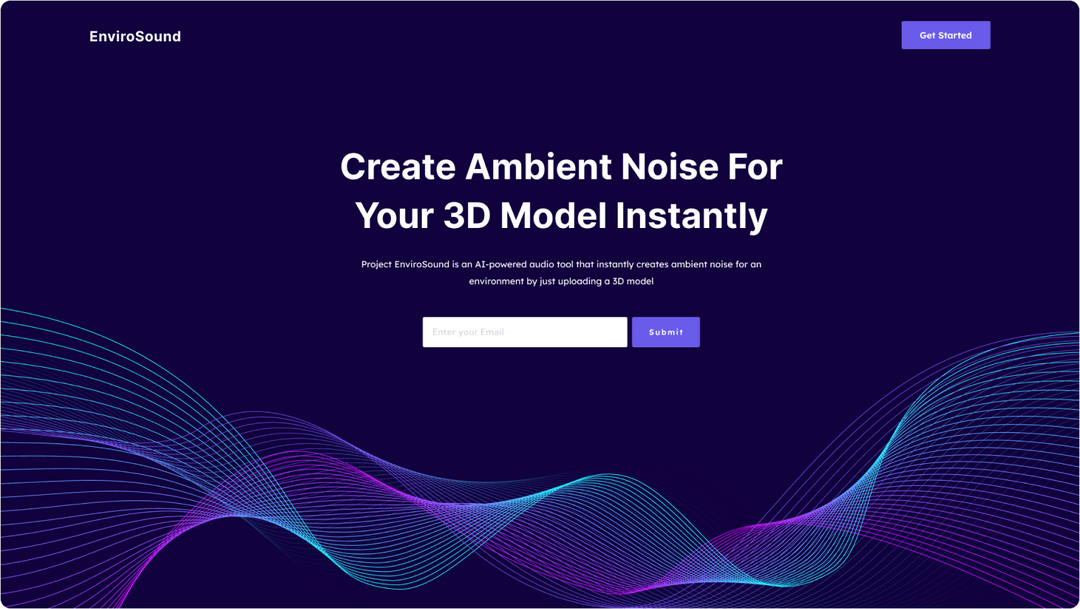 EnviroSound
Get Started
Create Ambient Noise For
Your 3D Model Instantly
Project EnviroSound is an AI-powered audio tool that instantly creates ambient noise for an
environment by just uploading a 3D model
Enter your Email
Submit